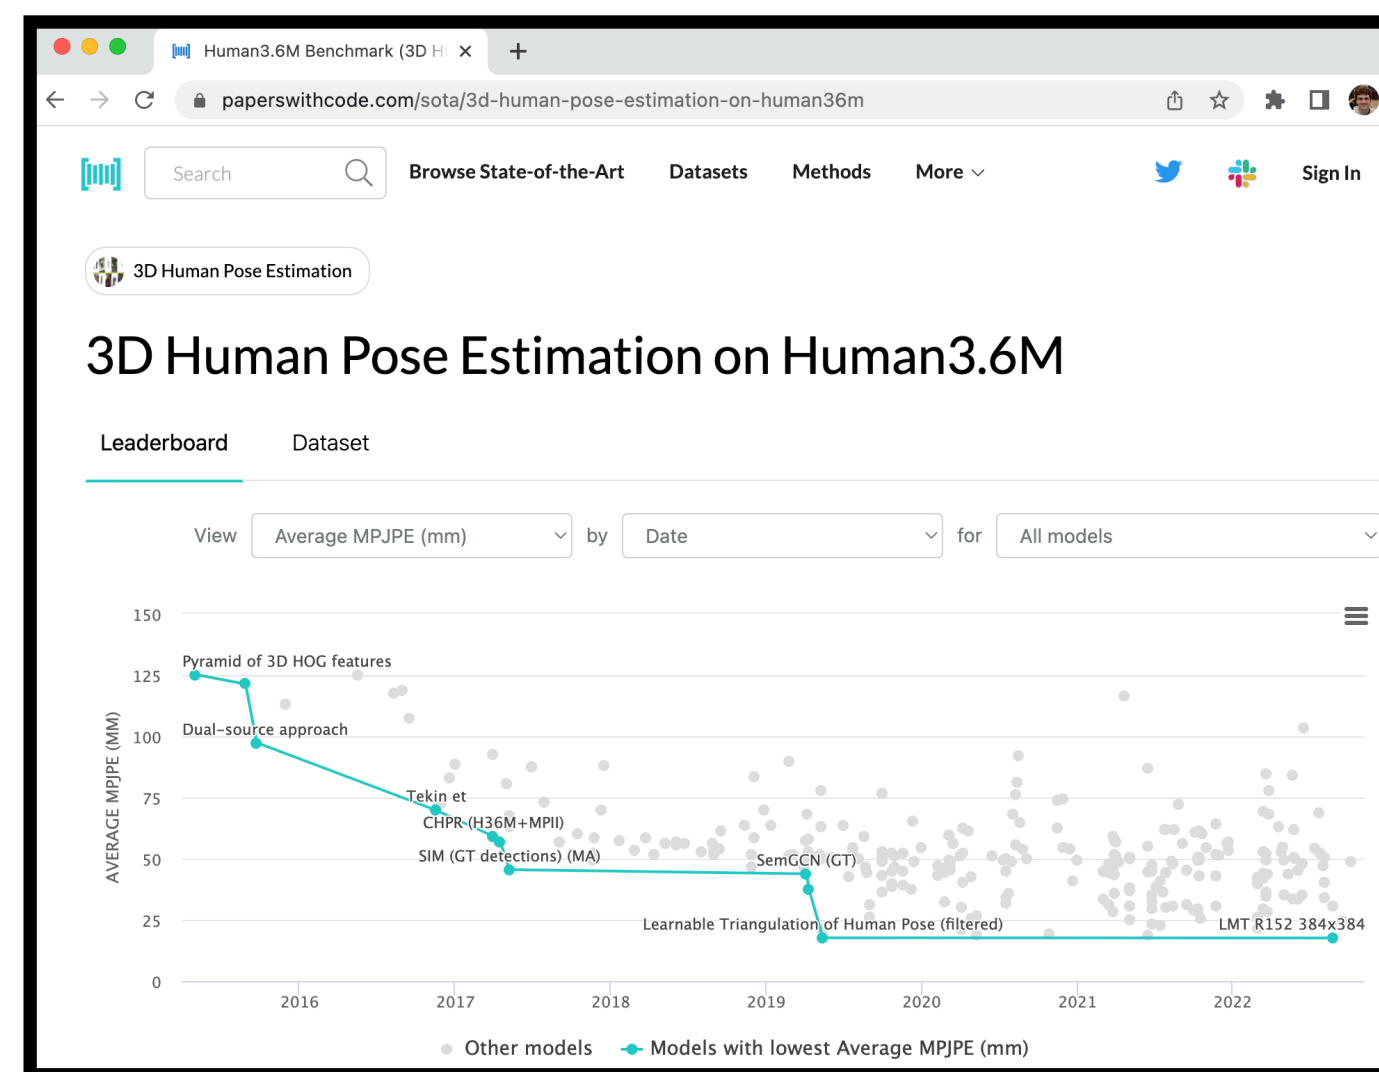 Human3.6M Benchmark (3D H
paperswithcode.com/sota/3d-human-pose-estimation-on-human36m
Search Browse State-of-the-Art Datasets Methods More Sign In
3D Human Pose Estimation
3D Human Pose Estimation on Human3.6M
Leaderboard Dataset
View Average MPJPE (mm) by Date for All models
AVERAGE MPJPE (MM)
150
125
100
75
50
25
0
Pyramid of 3D HOG features
Dual-source approach
Tekin et
CHPR (H36M+MPII)
SIM (GT detections) (MA)
SemGCN (GT)
Learnable Triangulation of Human Pose (filtered)
LMT R152 384x384
2016 2017 2018 2019 2020 2021 2022
Other models Models with lowest Average MPJPE (mm)